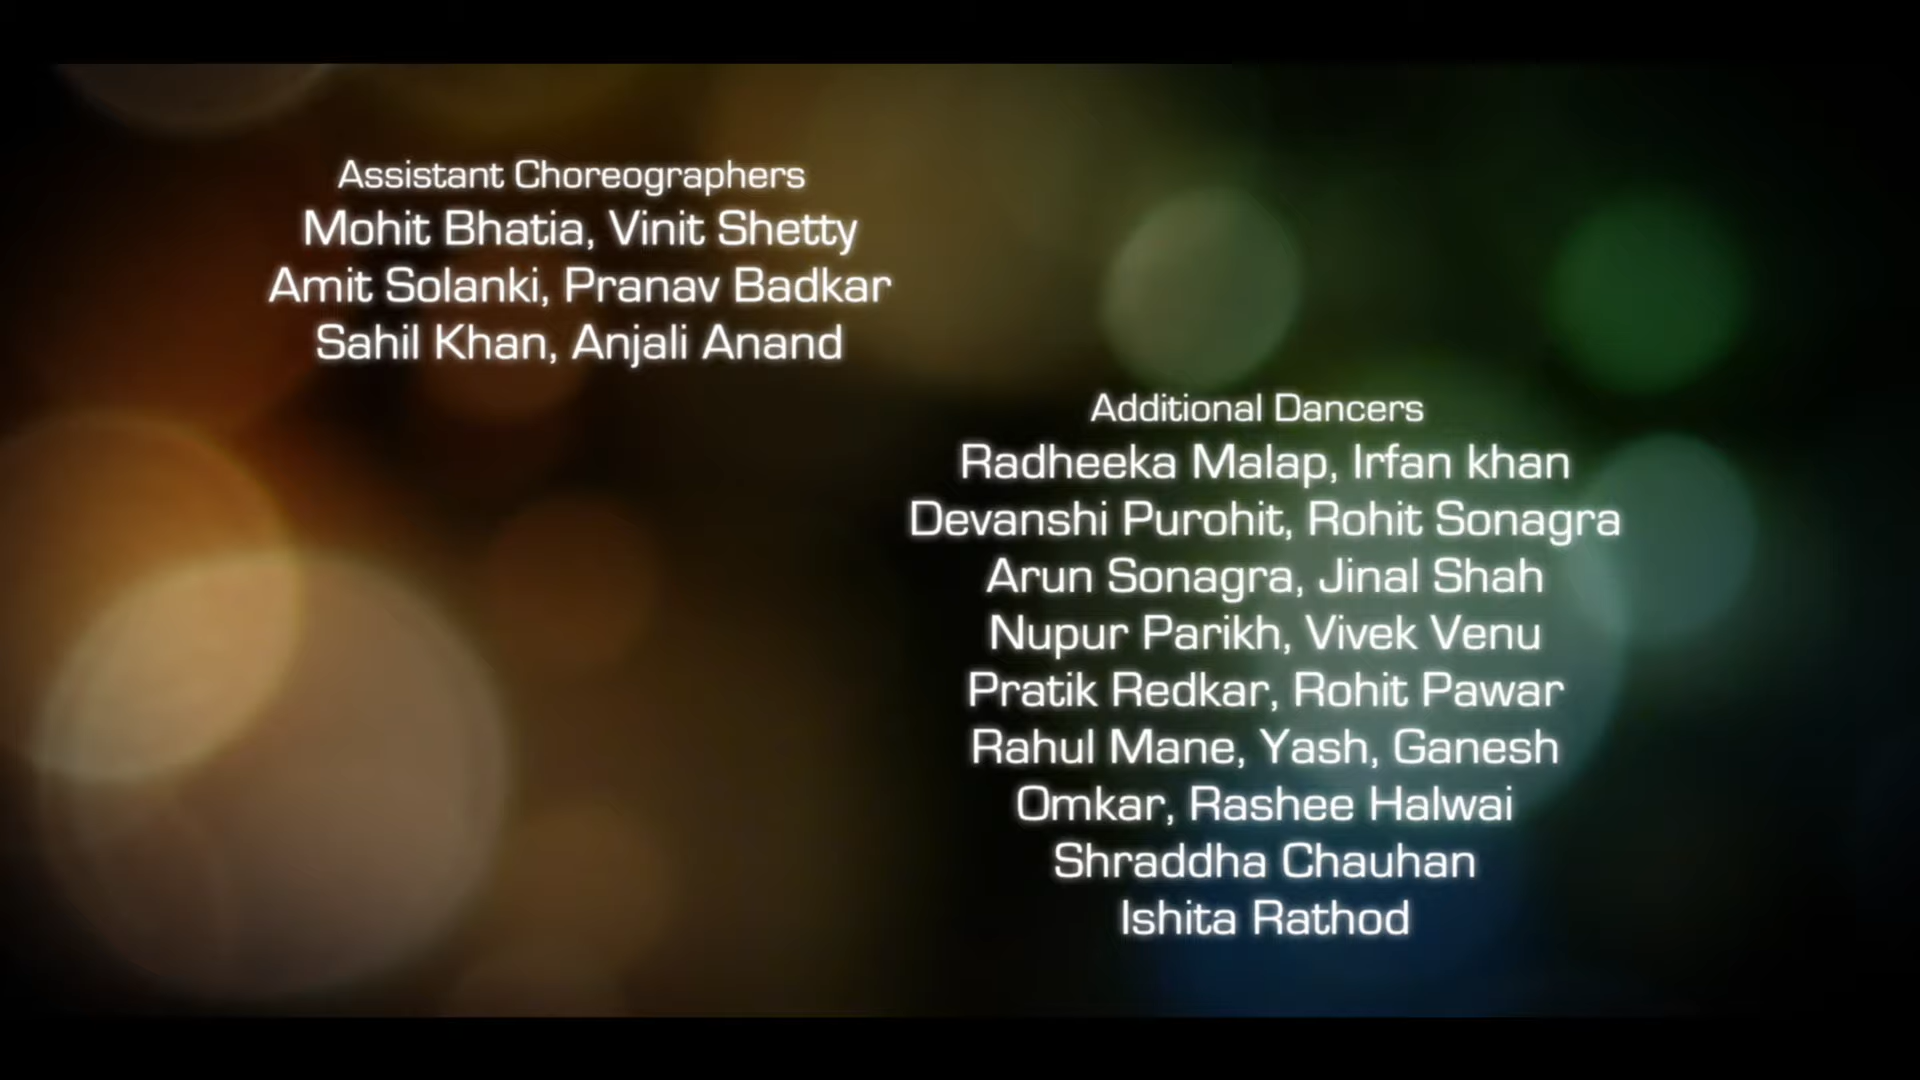 Assistant Choreographers
Mohit Bhatia, Vinit Shetty
Amit Solanki, Pranav Badkar
Sahil Khan, Anjali Anand
Additional Dancers
Radheeka Malap, Irfan khan
Devanshi Purohit, Rohit Sonagra
Arun Sonagra, Jinal Shah
Nupur Parikh, Vivek Venu
Pratik Redkar, Rohit Pawar
Rahul Mane, Yash, Ganesh
Omkar, Rashee Halwai
Shraddha Chauhan
Ishita Rathod